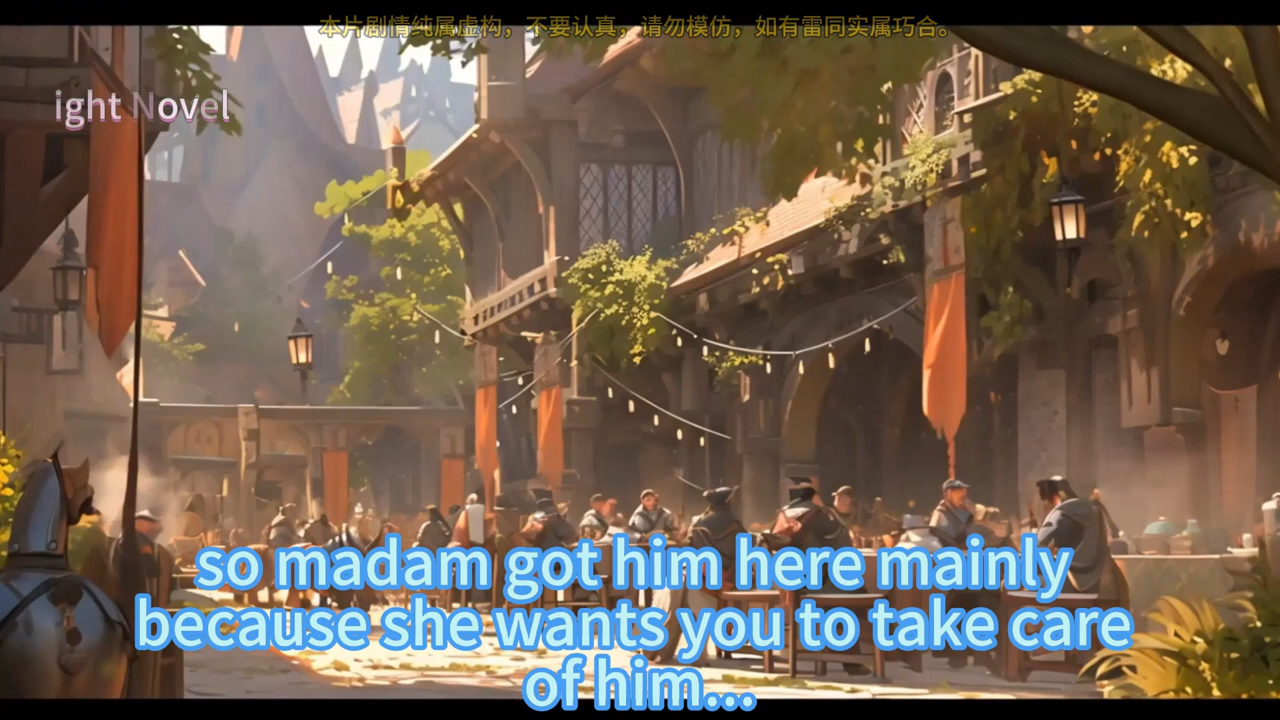 本片剧情纯属虚构，不要认真，请勿模仿，如有雷同实属巧合。
ight Novel
so madam got him here mainly
because she wants you to take care
of him...